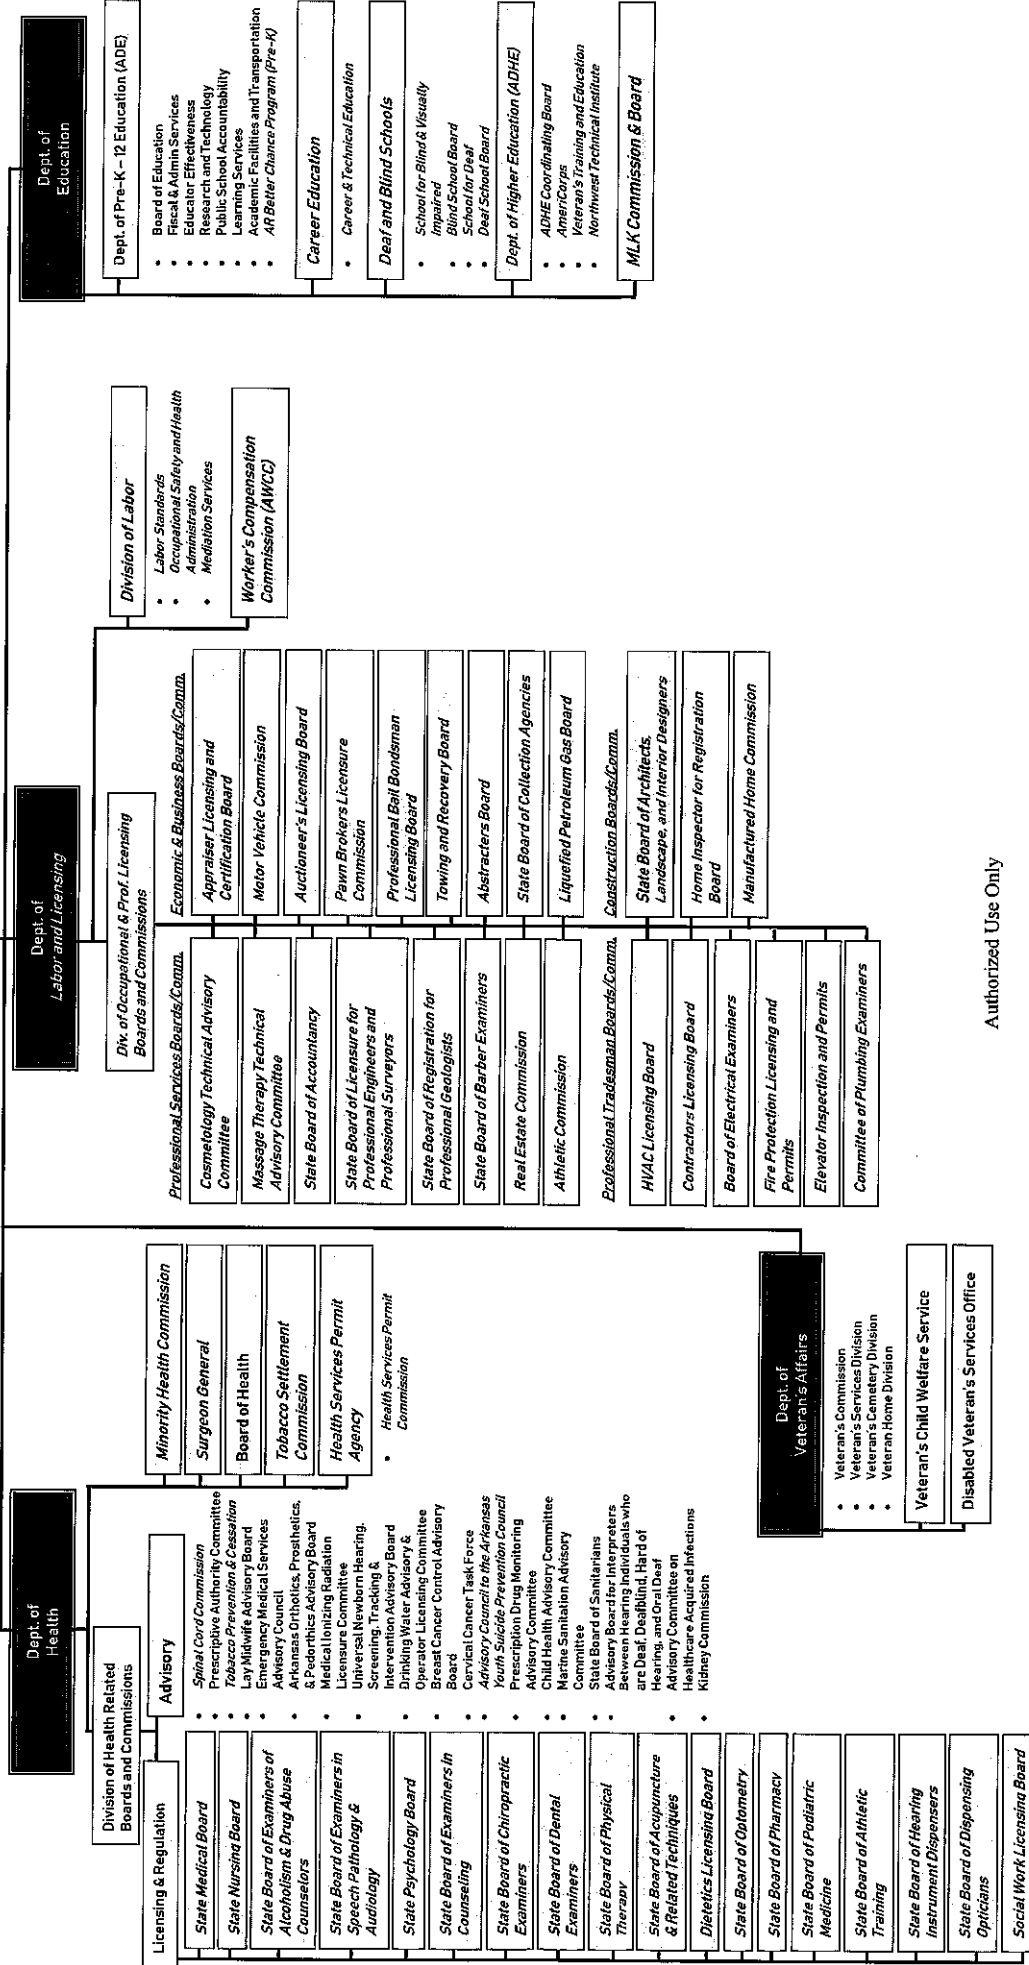 Dept. of
Health
Division of Health Related
Boards and Commissions
Licensing & Regulation
State Medical Board
State Nursing Board
State Board of Examiners of
Alcoholism & Drug Abuse
Counselors
State Board of Examiners in
Speech Pathology &
Audiology
State Psychology Board
State Board of Examiners in
Counseling
State Board of Chiropractic
Examiners
State Board of Dental
Examiners
State Board of Physical
Therapy
State Board of Acupuncture
& Related Techniques
Dietetics Licensing Board
State Board of Optometry
State Board of Pharmacy
State Board of Podiatric
Medicine
State Board of Athletic
Training
State Board of Hearing
Instrument Dispensers
State Board of Dispensing
Opticians
Social Work Licensing Board
Advisory
• Spinal Cord Commission
• Prescriptive Authority Committee
• Tobacco Prevention & Cessation
• Lay Midwife Advisory Board
• Emergency Medical Services
Advisory Council
• Arkansas Orthotics, Prosthetics,
& Pedorthics Advisory Board
• Medical Ionizing Radiation
Licensure Committee
• Universal Newborn Hearing,
Screening, Tracking &
Intervention Advisory Board
• Drinking Water Advisory &
Operator Licensing Committee
• Breast Cancer Control Advisory
Board
• Cervical Cancer Task Force
• Advisory Council to the Arkansas
Youth Suicide Prevention Council
• Prescription Drug Monitoring
Advisory Committee
• Child Health Advisory Committee
• Marine Sanitation Advisory
Committee
• State Board of Sanitarians
• Advisory Board for Interpreters
Between Hearing Individuals who
are Deaf, Deafblind, Hard of
Hearing, and Oral Deaf
• Advisory Committee on
Healthcare Acquired Infections
• Kidney Commission
Minority Health Commission
Surgeon General
Board of Health
Tobacco Settlement
Commission
Health Services Permit
Agency
• Health Services Permit
Commission
Dept. of
Veteran's Affairs
• Veteran's Commission
• Veteran's Services Division
• Veteran's Cemetery Division
• Veteran Home Division
Veteran's Child Welfare Service
Disabled Veteran's Services Office
Dept. of
Labor and Licensing
Div. of Occupational & Prof. Licensing
Boards and Commissions
Professional Services Boards/Comm.
Cosmetology Technical Advisory
Committee
Massage Therapy Technical
Advisory Committee
State Board of Accountancy
State Board of Licensure for
Professional Engineers and
Professional Surveyors
State Board of Registration for
Professional Geologists
State Board of Barber Examiners
Real Estate Commission
Athletic Commission
Professional Tradesman Boards/Comm.
HVAC Licensing Board
Contractors Licensing Board
Board of Electrical Examiners
Fire Protection Licensing and
Permits
Elevator Inspection and Permits
Committee of Plumbing Examiners
Economic & Business Boards/Comm.
Appraiser Licensing and
Certification Board
Motor Vehicle Commission
Auctioneer's Licensing Board
Pawn Brokers Licensure
Commission
Professional Bail Bondsman
Licensing Board
Towing and Recovery Board
Abstracters Board
State Board of Collection Agencies
Liquefied Petroleum Gas Board
Construction Boards/Comm.
State Board of Architects,
Landscape, and Interior Designers
Home Inspector for Registration
Board
Manufactured Home Commission
Division of Labor
• Labor Standards
• Occupational Safety and Health
Administration
• Mediation Services
Worker's Compensation
Commission (AWCC)
Dept. of
Education
Dept. of Pre-K – 12 Education (ADE)
• Board of Education
• Fiscal & Admin Services
• Educator Effectiveness
• Research and Technology
• Public School Accountability
• Learning Services
• Academic Facilities and Transportation
• AR Better Chance Program (Pre-K)
Career Education
• Career & Technical Education
Deaf and Blind Schools
• School for Blind & Visually
Impaired
• Blind School Board
• School for Deaf
• Deaf School Board
Dept. of Higher Education (ADHE)
• ADHE Coordinating Board
• AmeriCorps
• Veteran's Training and Education
• Northwest Technical Institute
MLK Commission & Board
Authorized Use Only